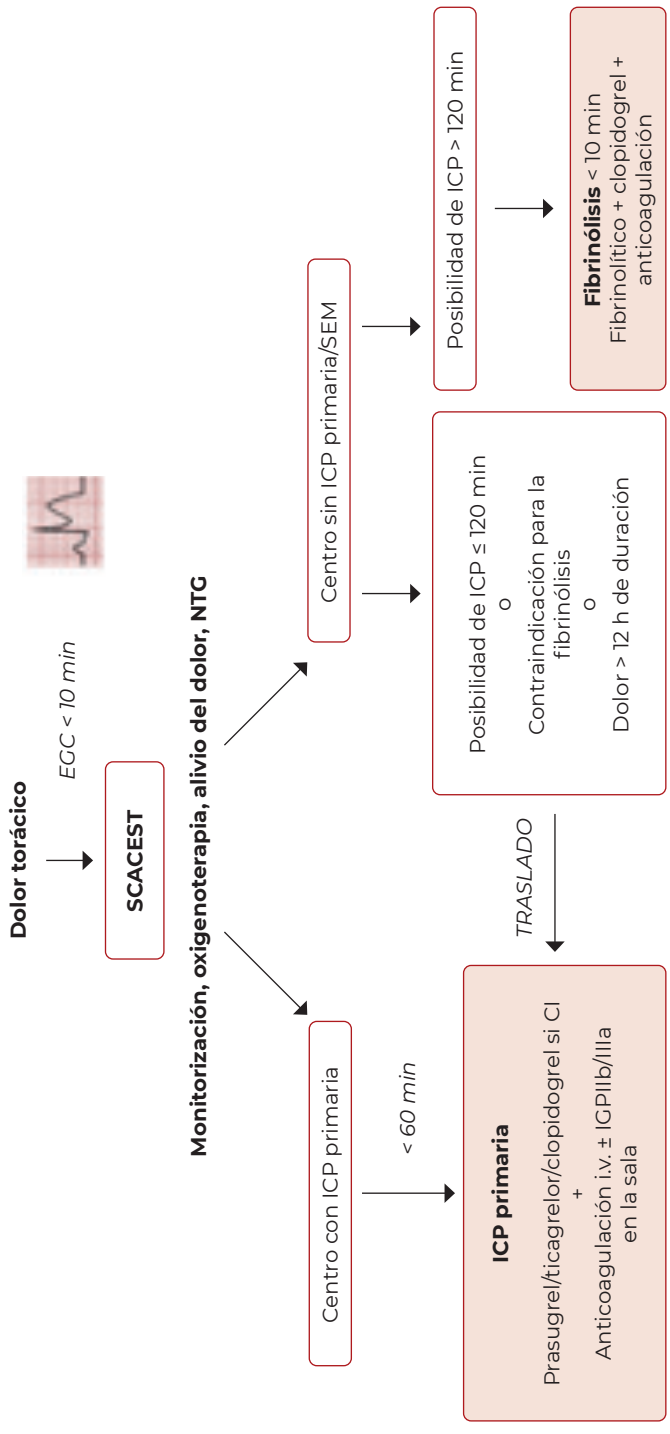 Dolor torácico
EGC < 10 min
SCACEST
Monitorización, oxigenoterapia, alivio del dolor, NTG
Centro con ICP primaria
< 60 min
ICP primaria
Prasugrel/ticagrelor/clopidogrel si CI
+
Anticoagulación i.v. ± IGPIIb/IIIa
en la sala
Centro sin ICP primaria/SEM
TRASLADO
Posibilidad de ICP ≤ 120 min
O
Contraindicación para la
fibrinólisis
O
Dolor > 12 h de duración
Posibilidad de ICP > 120 min
Fibrinólisis < 10 min
Fibrinolítico + clopidogrel +
anticoagulación